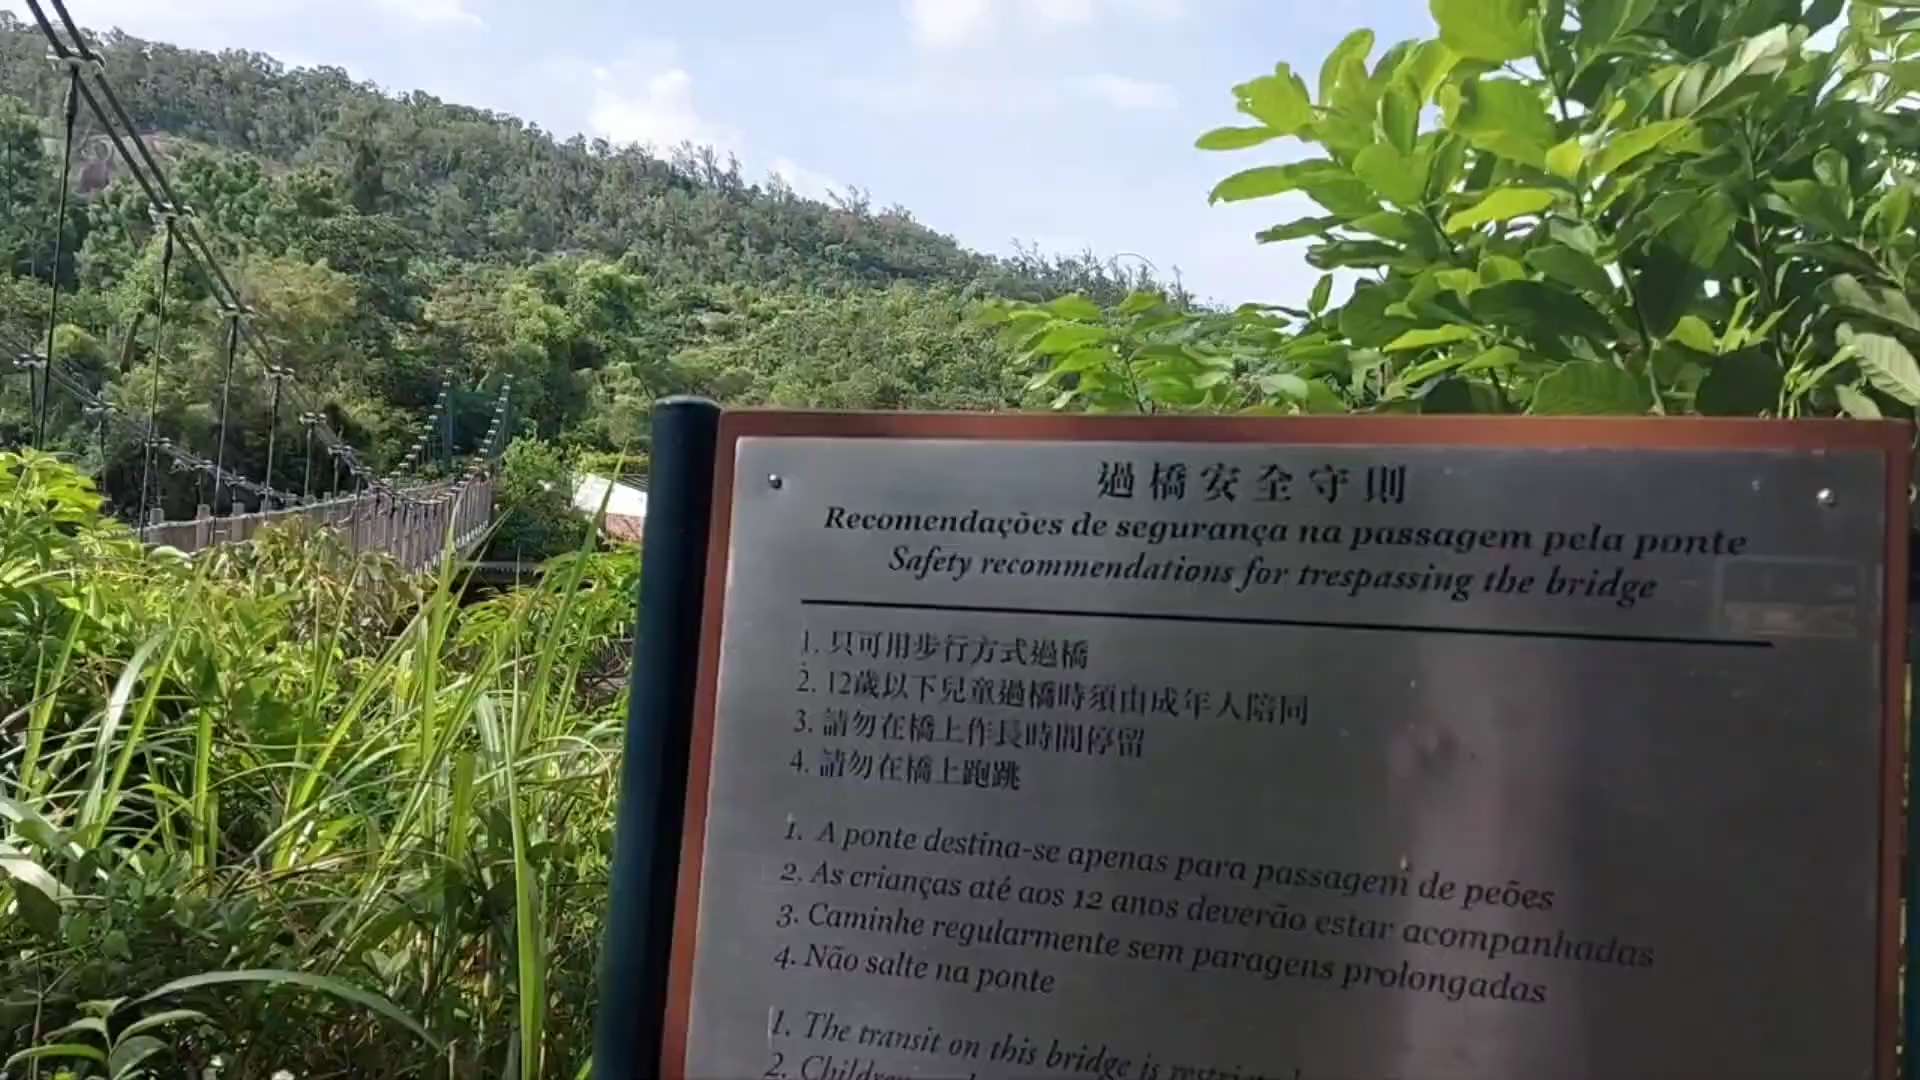 過橋安全守則
Recomendações de segurança na passagem pela ponte
Safety recommendations for trespassing the bridge
1. 只可用步行方式過橋
2. 12歲以下兒童過橋時須由成年人陪同
3. 請勿在橋上作長時間停留
4. 請勿在橋上跑跳
1. A ponte destina-se apenas para passagem de peões
2. As crianças até aos 12 anos deverão estar acompanhadas
3. Caminhe regularmente sem paragens prolongadas
4. Não salte na ponte
1. The transit on this bridge is
2.